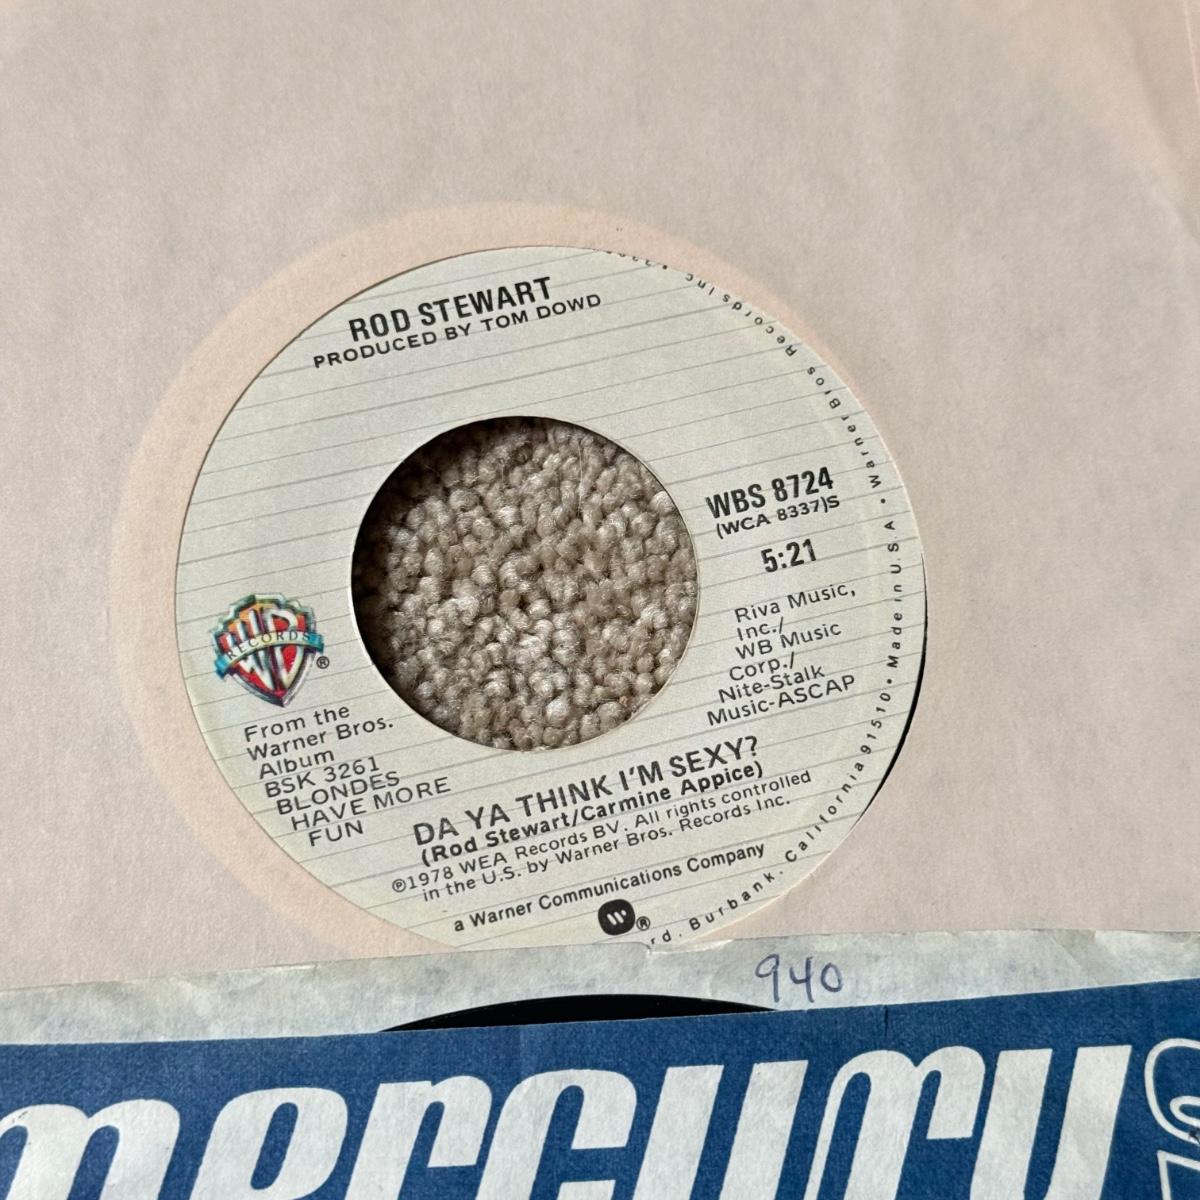 ROD STEWART
PRODUCED BY TOM DOWD
WBS 8724
(WCA 8337)S
5:21
Riva Music,
Inc./
WB Music
Corp./
Nite-Stalk
Music-ASCAP
WB
RECORDS
®
From the
Warner Bros.
Album
BSK 3261
BLONDES
HAVE MORE
FUN
DA YA THINK I'M SEXY?
(Rod Stewart/Carmine Appice)
℗1978 WEA Records BV. All rights controlled
in the U.S. by Warner Bros. Records Inc.
a Warner Communications Company
®
rd. Burbank. California 91510 • Made in U.S.A. • Warner Bros Records Inc •
940
mercury